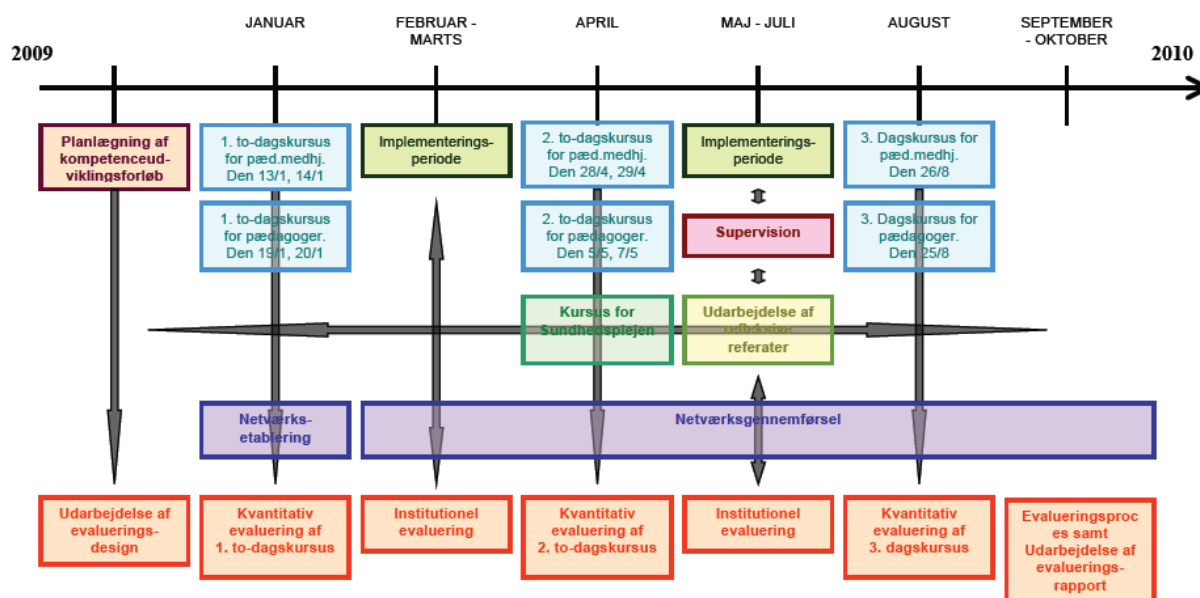 JANUAR
FEBRUAR -
MARTS
APRIL
MAJ - JULI
AUGUST
SEPTEMBER
- OKTOBER
2009
2010
Planlægning af
kompetenceud-
viklingsforløb
1. to-dagskursus
for pæd.medhj.
Den 13/1, 14/1
Implementerings-
periode
2. to-dagskursus
for pæd.medhj.
Den 28/4, 29/4
Implementerings-
periode
3. Dagskursus for
pæd.medhj.
Den 26/8
1. to-dagskursus
for pædagoger.
Den 19/1, 20/1
2. to-dagskursus
for pædagoger.
Den 5/5, 7/5
Supervision
3. Dagskursus for
pædagoger.
Den 25/8
Kursus for
Sundhedsplejen
Udarbejdelse af
refleksive
referater
Netværks-
etablering
Netværksgennemførsel
Udarbejdelse af
evaluerings-
design
Kvantitativ
evaluering af
1. to-dagskursus
Institutionel
evaluering
Kvantitativ
evaluering af
2. to-dagskursus
Institutionel
evaluering
Kvantitativ
evaluering af
3. dagskursus
Evalueringsproc
es samt
Udarbejdelse af
evaluerings-
rapport